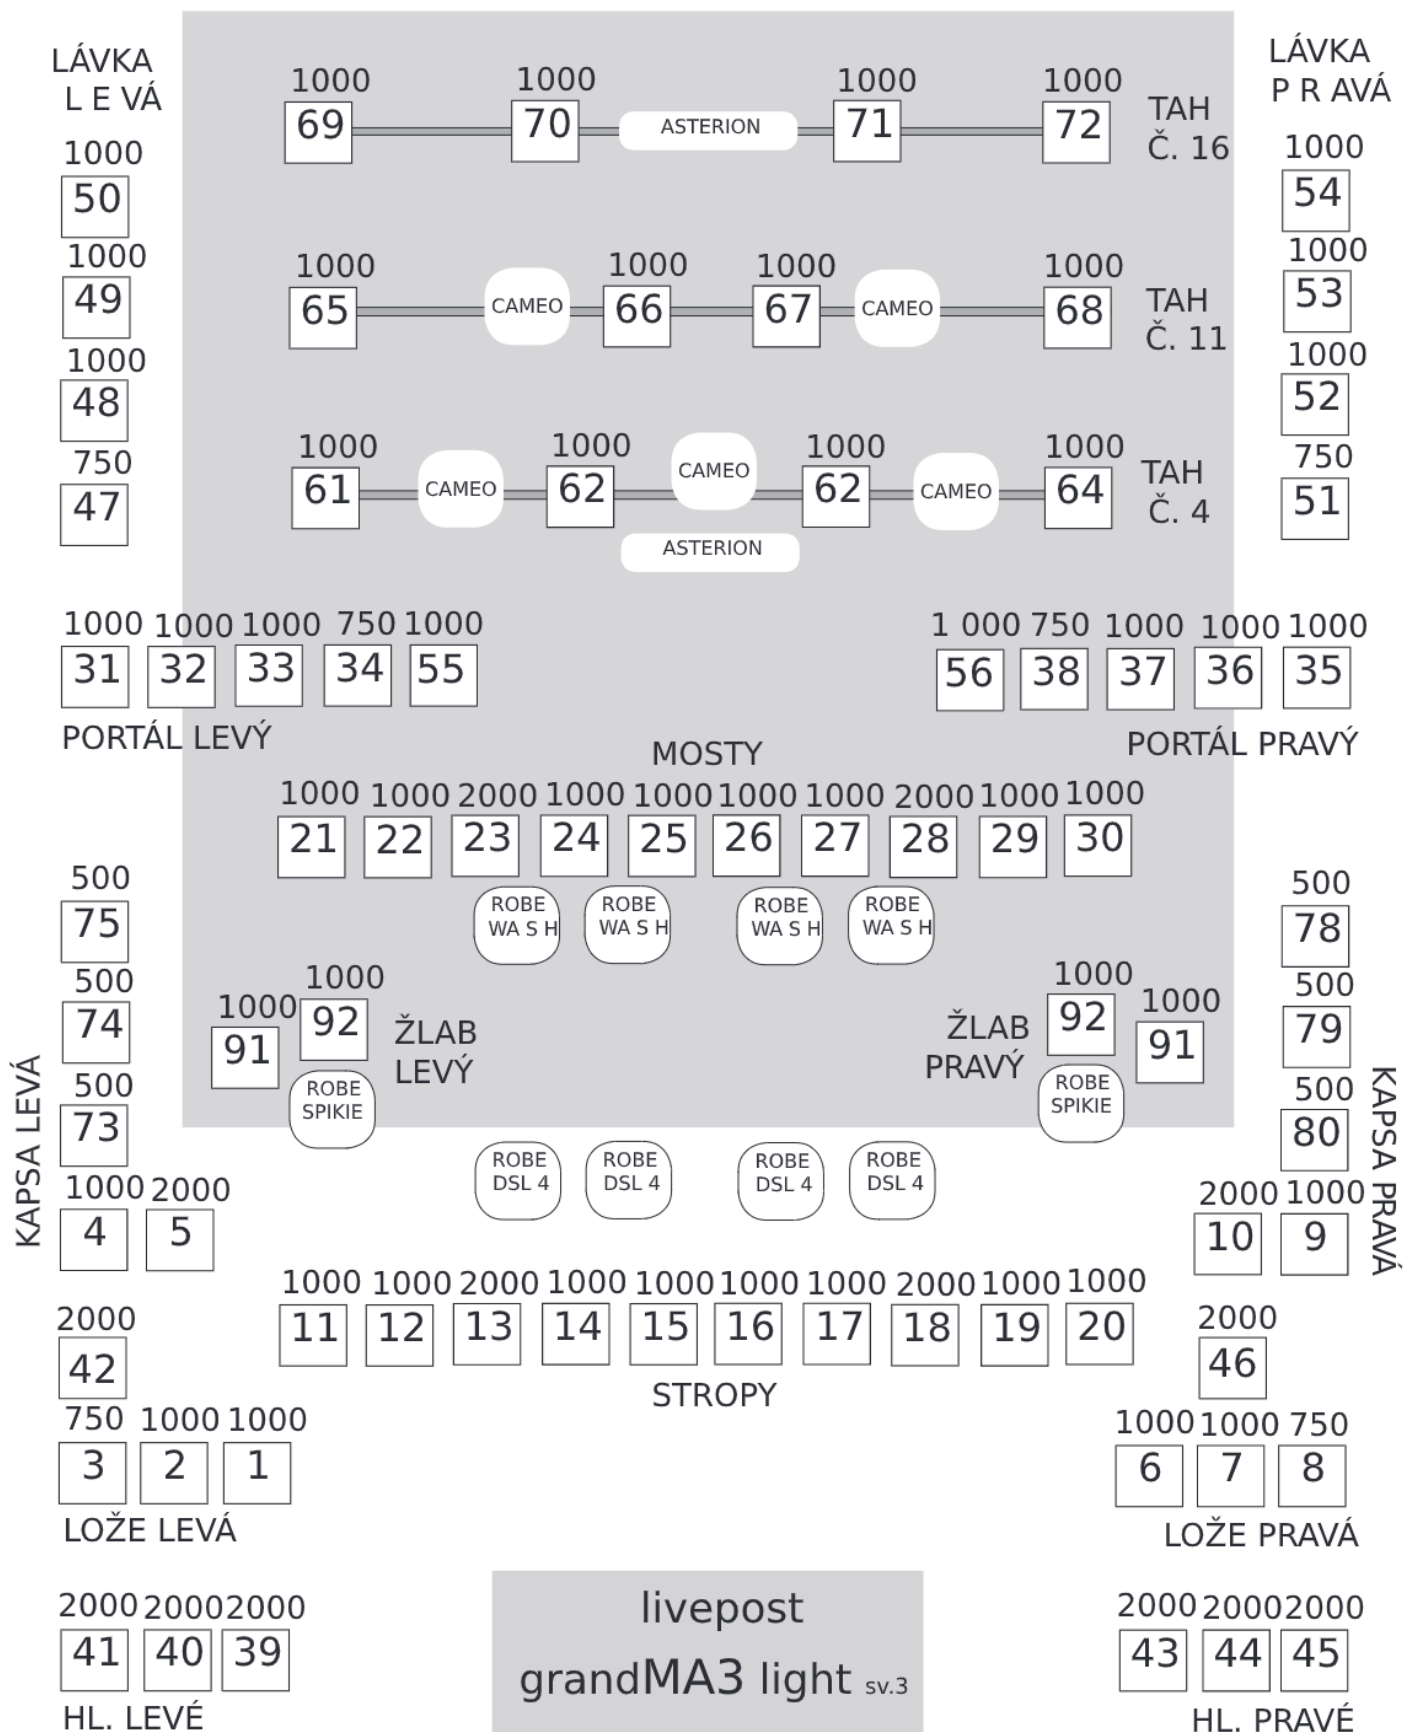 LÁVKA
L E VÁ
LÁVKA
P R AVÁ
1000 1000 1000 1000
69 70 ASTERION 71 72
TAH
Č. 16
1000
50
1000
54
1000
49
1000
53
1000 1000 1000 1000
65 CAMEO 66 67 CAMEO 68
TAH
Č. 11
1000
48
1000
52
750
47
750
51
1000 1000 1000 1000
61 CAMEO 62 CAMEO 62 CAMEO 64
TAH
Č. 4
ASTERION
1000 1000 1000 750 1000
31 32 33 34 55
PORTÁL LEVÝ
1 000 750 1000 1000 1000
56 38 37 36 35
PORTÁL PRAVÝ
MOSTY
1000 1000 2000 1000 1000 1000 1000 2000 1000 1000
21 22 23 24 25 26 27 28 29 30
ROBE ROBE ROBE ROBE
WA S H WA S H WA S H WA S H
500
75
500
74
500
73
KAPSA LEVÁ
1000 2000
4 5
500
78
500
79
500
80
KAPSA PRAVÁ
2000 1000
10 9
1000 1000
91 92
ŽLAB
LEVÝ
ROBE
SPIKIE
1000 1000
92 91
ŽLAB
PRAVÝ
ROBE
SPIKIE
ROBE ROBE ROBE ROBE
DSL 4 DSL 4 DSL 4 DSL 4
1000 1000 2000 1000 1000 1000 1000 2000 1000 1000
11 12 13 14 15 16 17 18 19 20
STROPY
2000
42
750 1000 1000
3 2 1
LOŽE LEVÁ
2000
46
1000 1000 750
6 7 8
LOŽE PRAVÁ
2000 2000 2000
41 40 39
HL. LEVÉ
livepost
grandMA3 light sv.3
2000 2000 2000
43 44 45
HL. PRAVÉ